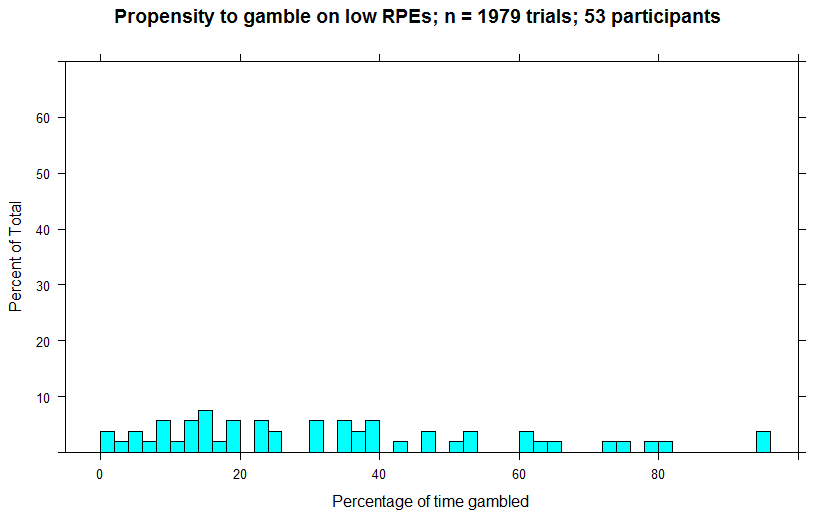 Propensity to gamble on low RPEs; n = 1979 trials; 53 participants
Percent of Total
60
50
40
30
20
10
0 20 40 60 80
Percentage of time gambled